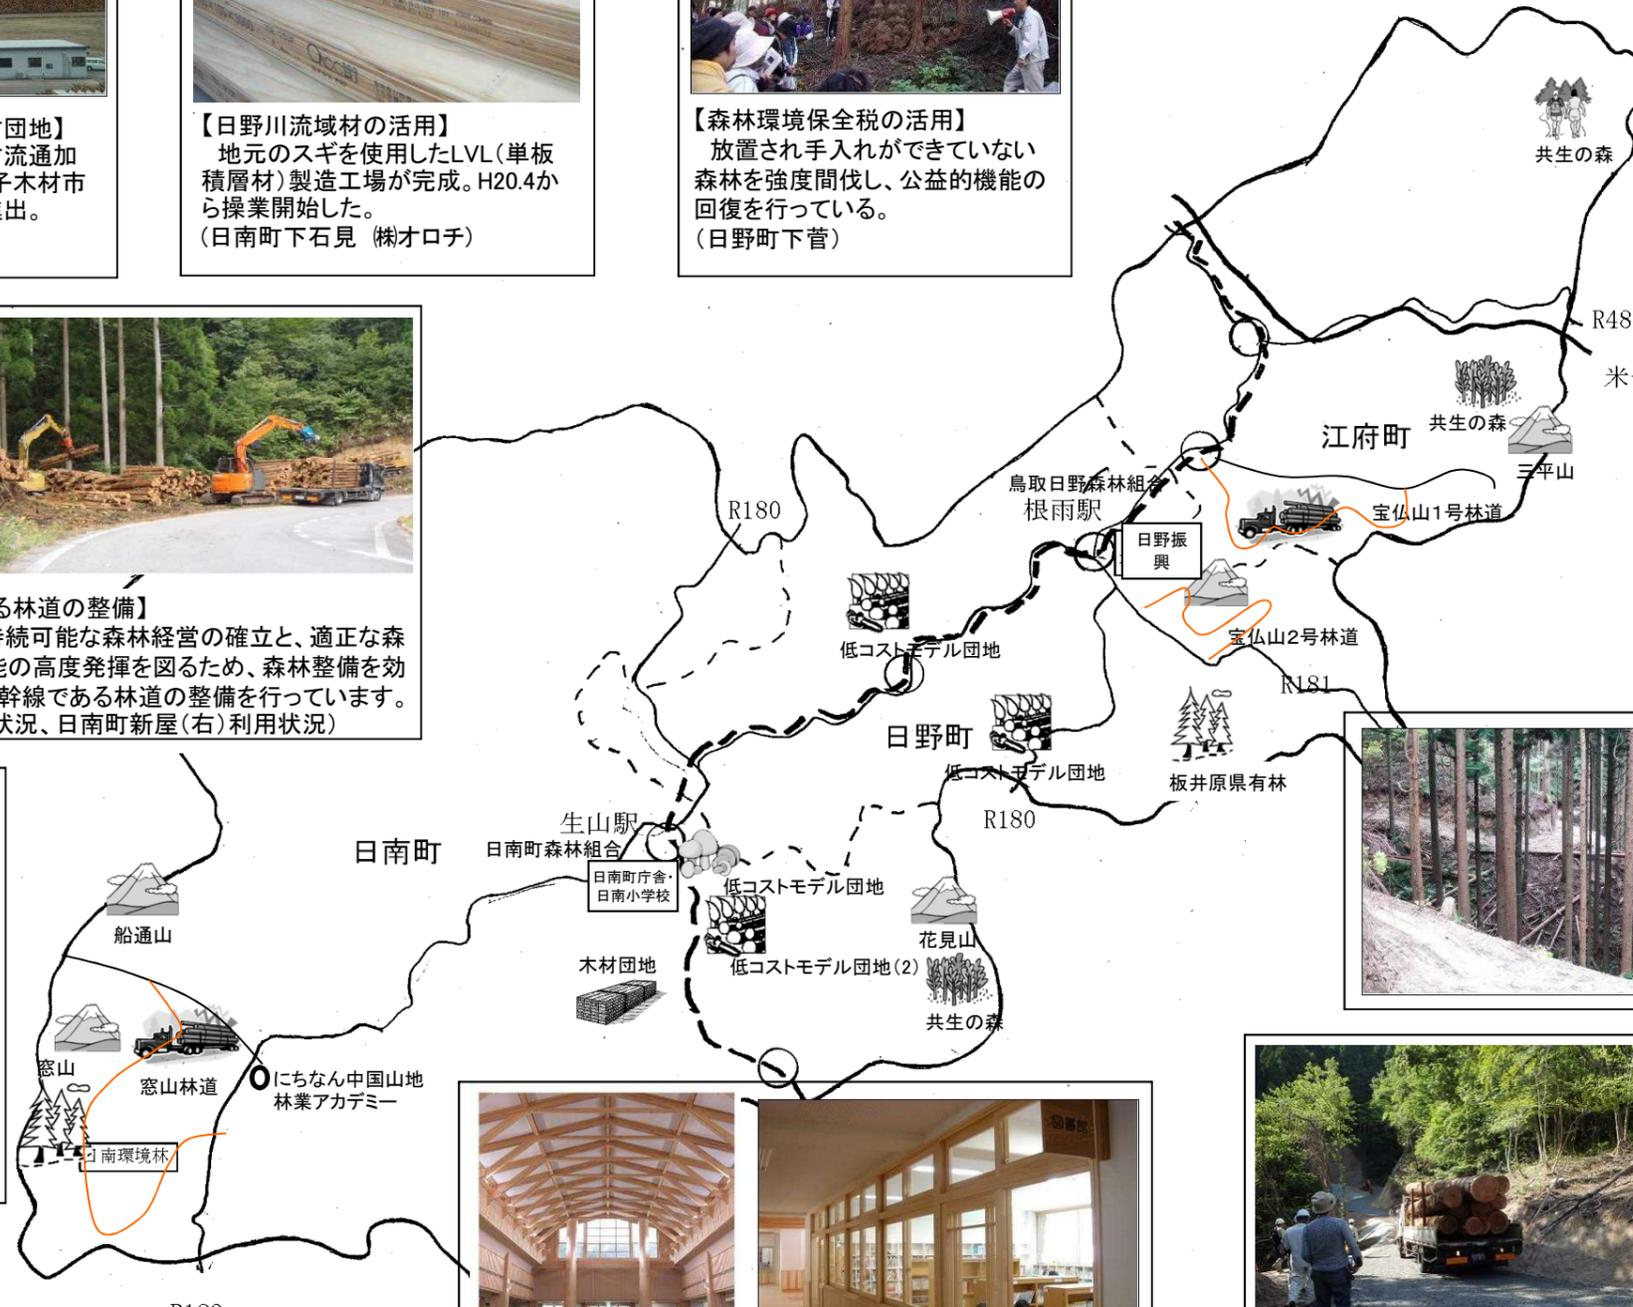 団地】
流通加
子木材市
出。
【日野川流域材の活用】
地元のスギを使用したLVL(単板
積層材)製造工場が完成。H20.4か
ら操業開始した。
(日南町下石見 ㈱オロチ)
【森林環境保全税の活用】
放置され手入れができていない
森林を強度間伐し、公益的機能の
回復を行っている。
(日野町下菅)
共生の森
R48
米
江府町
共生の森
三平山
鳥取日野森林組合
根雨駅
宝仏山1号林道
日野振
興
宝仏山2号林道
R180
R181
低コストモデル団地
る林道の整備】
続可能な森林経営の確立と、適正な森
能の高度発揮を図るため、森林整備を効
幹線である林道の整備を行っています。
状況、日南町新屋(右)利用状況)
日野町
低コストモデル団地
板井原県有林
R180
生山駅
日南町森林組合
日南町
日南町庁舎・
日南小学校
低コストモデル団地
花見山
船通山
木材団地
低コストモデル団地(2)
共生の森
窓山
窓山林道
にちなん中国山地
林業アカデミー
日南環境林
図書館